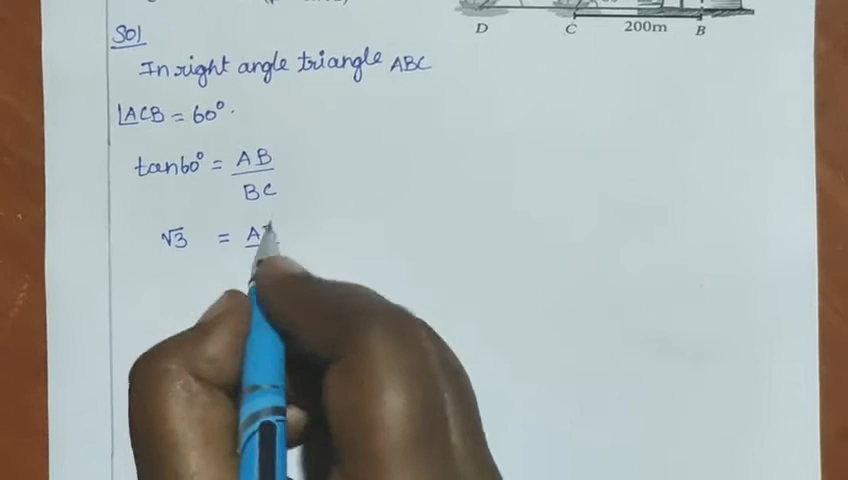 D C 200m B
Sol
In right angle triangle ABC
∟ACB = 60°.
tan60° = AB
BC
√3 = A